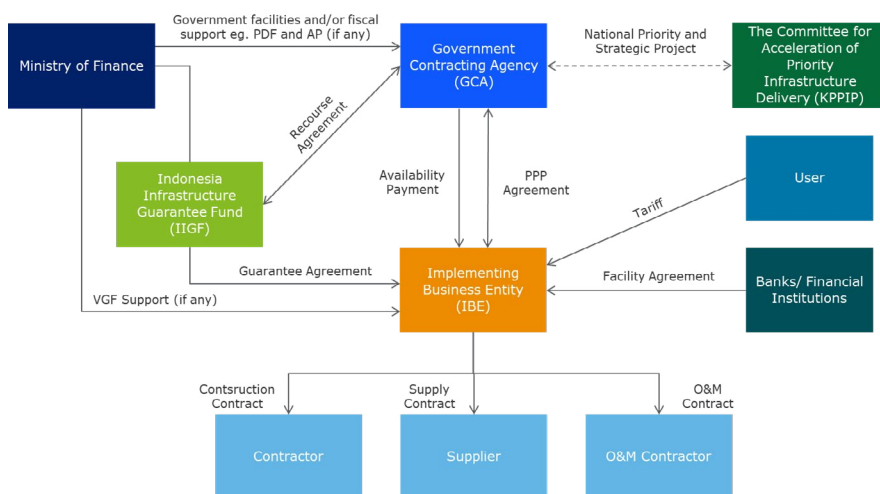 Government facilities and/or fiscal
support eg. PDF and AP (if any)
Ministry of Finance
Government
Contracting Agency
(GCA)
National Priority and
Strategic Project
The Committee for
Acceleration of
Priority
Infrastructure
Delivery (KPPIP)
Recourse
Agreement
Indonesia
Infrastructure
Guarantee Fund
(IIGF)
Availability
Payment
PPP
Agreement
User
Tariff
Guarantee Agreement
Implementing
Business Entity
(IBE)
Facility Agreement
Banks/ Financial
Institutions
VGF Support (if any)
Contsruction
Contract
Supply
Contract
O&M
Contract
Contractor
Supplier
O&M Contractor